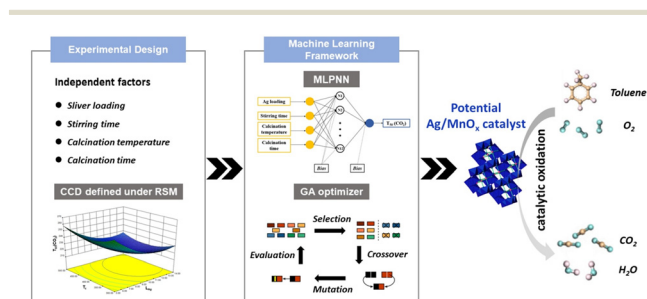 Experimental Design
Independent factors
Sliver loading
Stirring time
Calcination temperature
Calcination time
CCD defined under RSM
Machine Learning
Framework
MLPNN
Ag loading
Stirring time
Calcination
temperature
Calcination
time
Bias
Bias
GA optimizer
Selection
Evaluation
Crossover
Mutation
Potential
Ag/MnOx catalyst
catalytic oxidation
Toluene
O2
CO2
H2O